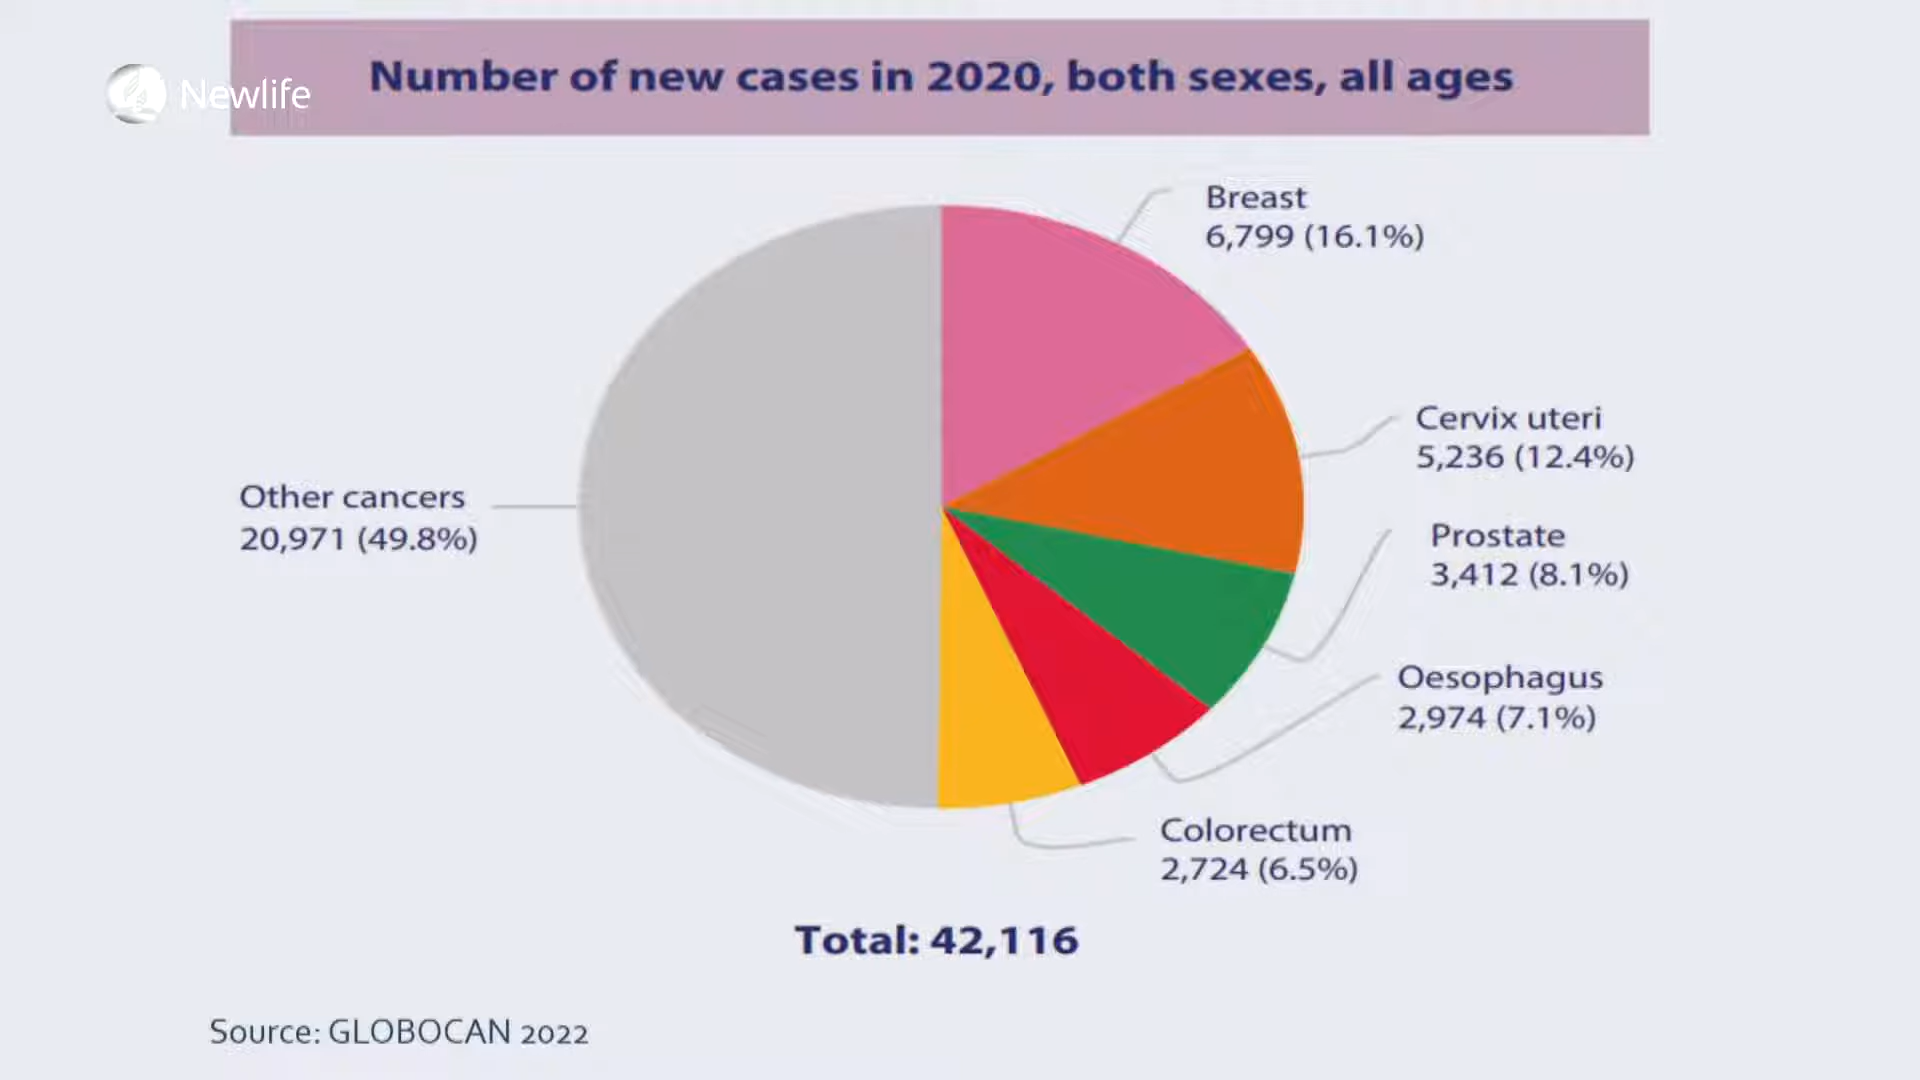 Newlife
Number of new cases in 2020, both sexes, all ages
Breast
6,799 (16.1%)
Cervix uteri
5,236 (12.4%)
Other cancers
20,971 (49.8%)
Prostate
3,412 (8.1%)
Oesophagus
2,974 (7.1%)
Colorectum
2,724 (6.5%)
Total: 42,116
Source: GLOBOCAN 2022